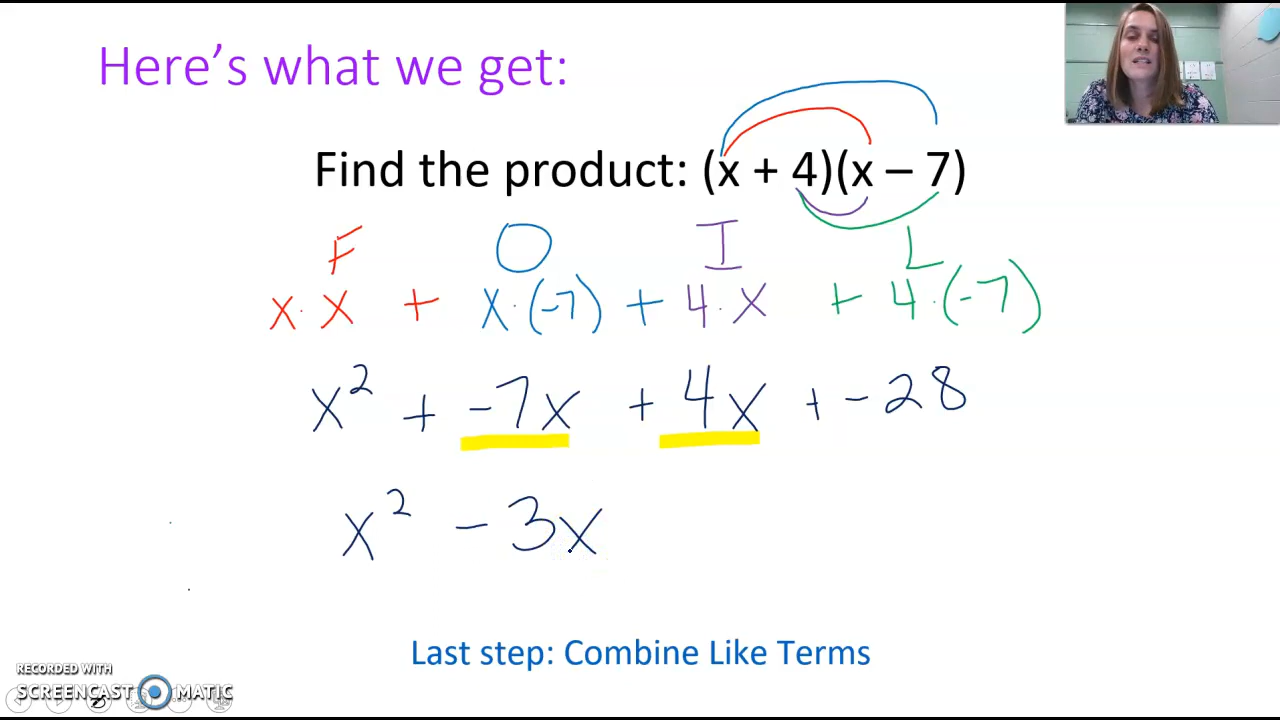 Here's what we get:
Find the product: (x + 4)(x – 7)
F O I L
x · x + x · (-7) + 4 · x + 4 · (-7)
x² + -7x + 4x + -28
x² - 3x
Last step: Combine Like Terms
RECORDED WITH
SCREENCAST MATIC